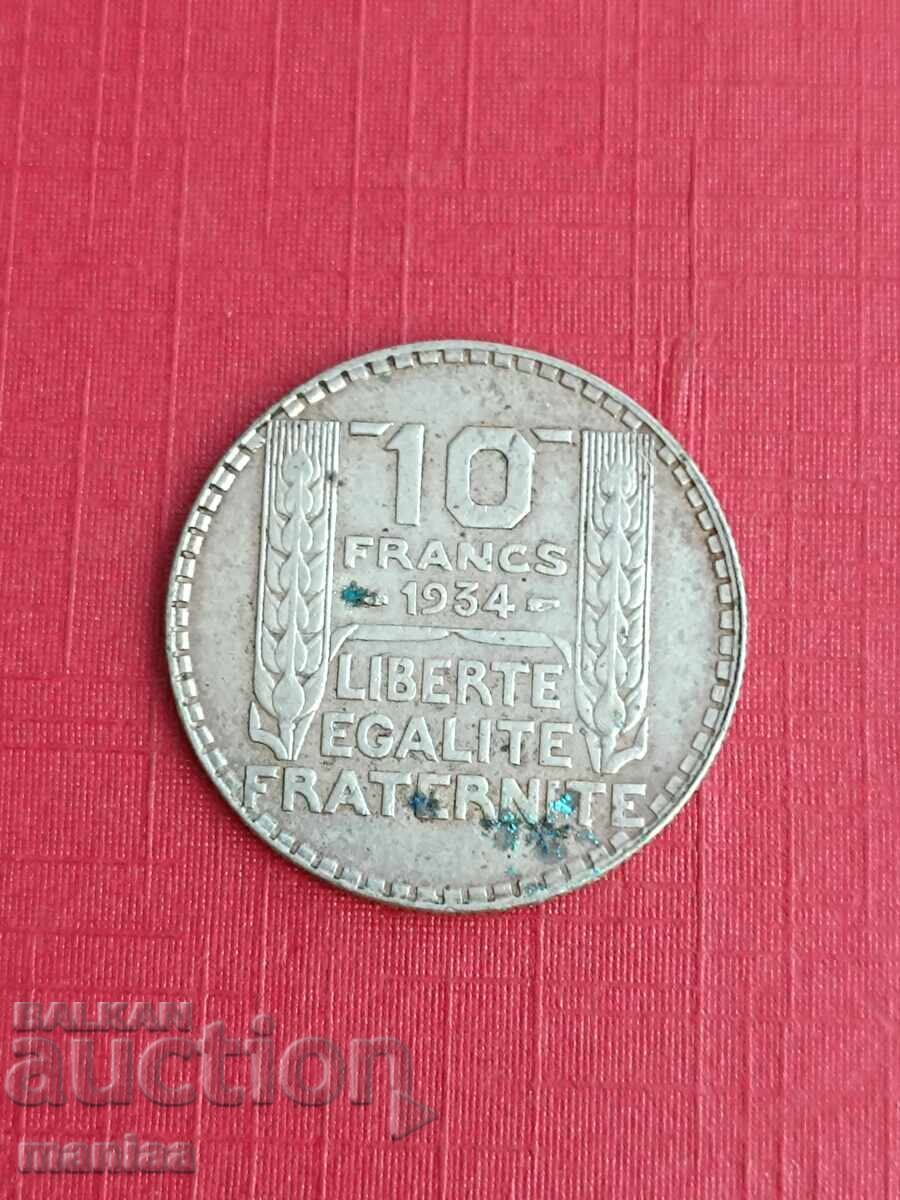 10
FRANCS
1934
LIBERTE
EGALITE
FRATERNITE
BALKAN
auction
maniaa